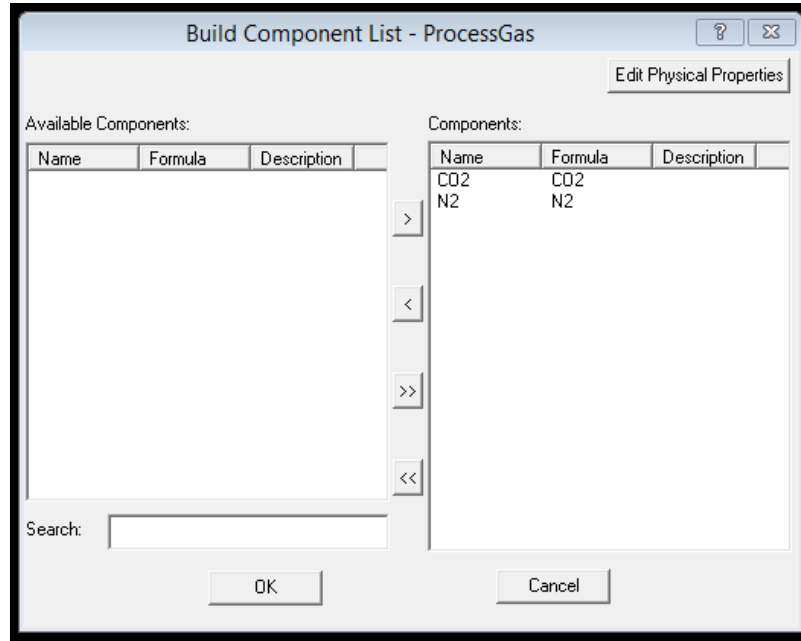 Build Component List - ProcessGas
?
Edit Physical Properties
Available Components:
Name Formula Description
Components:
Name Formula Description
CO2 CO2
N2 N2
>
<
>>
<<
Search:
OK Cancel